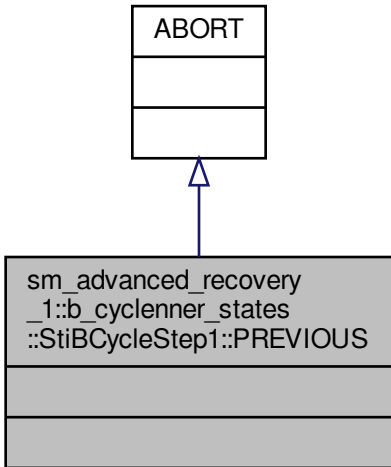 ABORT
sm_advanced_recovery
_1::b_cyclenner_states
::StiBCycleStep1::PREVIOUS